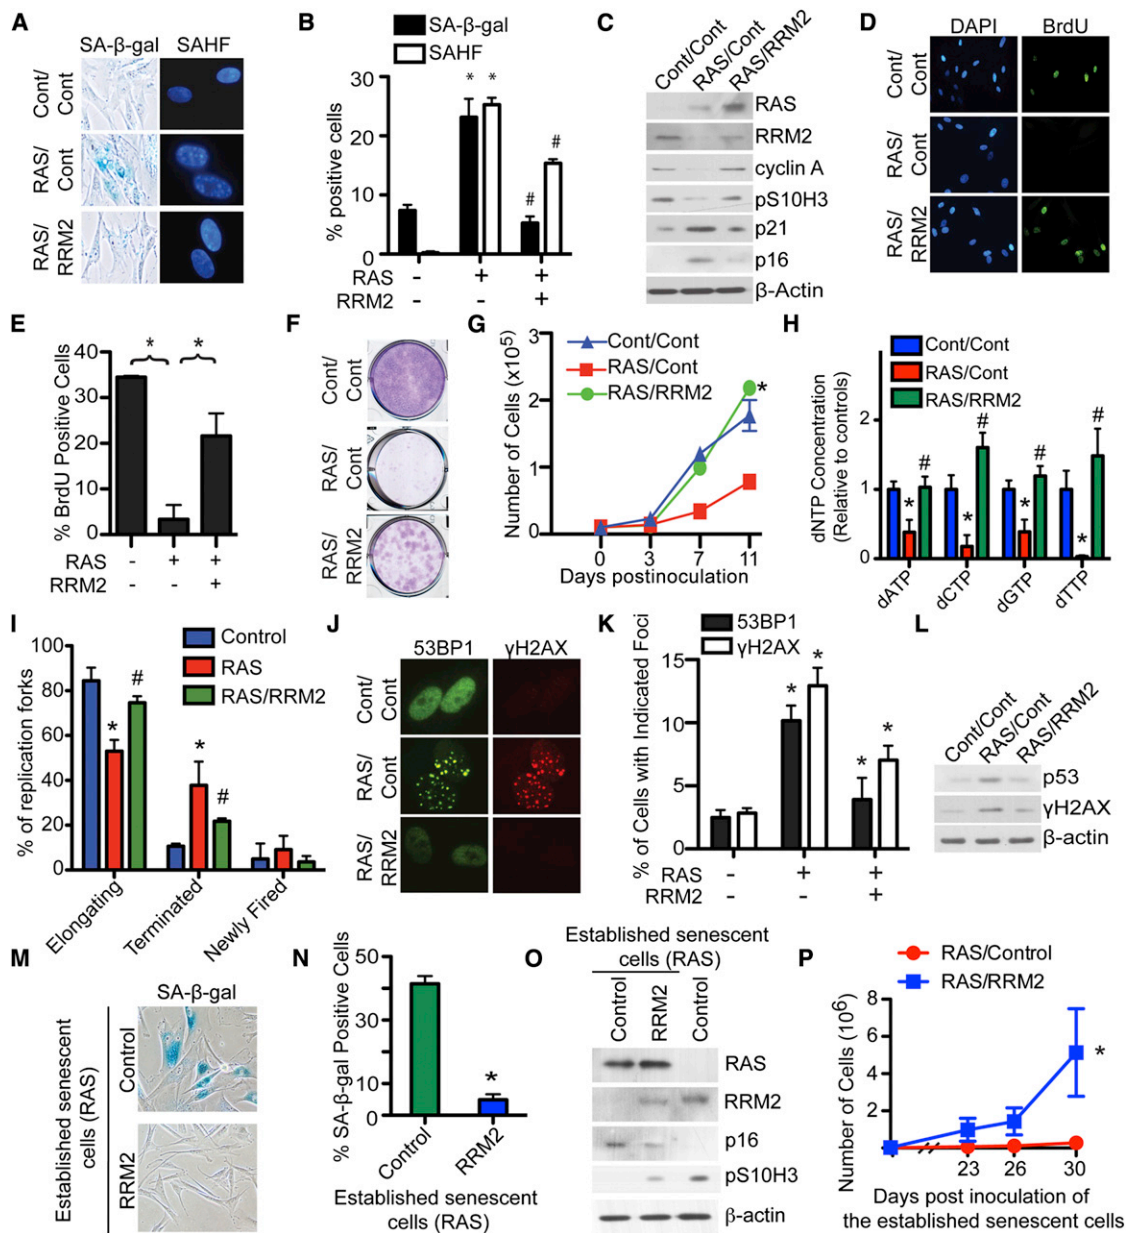 A
SA-β-gal SAHF
Cont/
Cont
RAS/
Cont
RAS/
RRM2
B
SA-β-gal
SAHF
% positive cells
30
20
10
0
* *
# #
RAS - + +
RRM2 - - +
C
Cont/Cont
RAS/Cont
RAS/RRM2
RAS
RRM2
cyclin A
pS10H3
p21
p16
β-Actin
D
DAPI BrdU
Cont/
Cont
RAS/
Cont
RAS/
RRM2
E
% BrdU Positive Cells
40
30
20
10
0
* *
RAS - + +
RRM2 - - +
F
Cont/
Cont
RAS/
Cont
RAS/
RRM2
G
Number of Cells (x10⁵)
3
2
1
0
Cont/Cont
RAS/Cont
RAS/RRM2
*
0 3 7 11
Days postinoculation
H
dNTP Concentration
(Relative to controls)
2
1
0
Cont/Cont
RAS/Cont
RAS/RRM2
* # * # * # * #
dATP dCTP dGTP dTTP
I
% of replication forks
100
80
60
40
20
0
Control
RAS
RAS/RRM2
* # * #
Elongating Terminated Newly Fired
J
53BP1 γH2AX
Cont/
Cont
RAS/
Cont
RAS/
RRM2
K
53BP1
γH2AX
% of Cells with Indicated Foci
15
10
5
0
* * * *
RAS - + +
RRM2 - - +
L
Cont/Cont
RAS/Cont
RAS/RRM2
p53
γH2AX
β-actin
M
SA-β-gal
Established senescent
cells (RAS)
Control
RRM2
N
% SA-β-gal Positive Cells
50
40
30
20
10
0
*
Control RRM2
Established senescent
cells (RAS)
O
Established senescent
cells (RAS)
Control RRM2 Control
RAS
RRM2
p16
pS10H3
β-actin
P
RAS/Control
RAS/RRM2
Number of Cells (10⁶)
8
6
4
2
*
23 26 30
Days post inoculation of
the established senescent cells